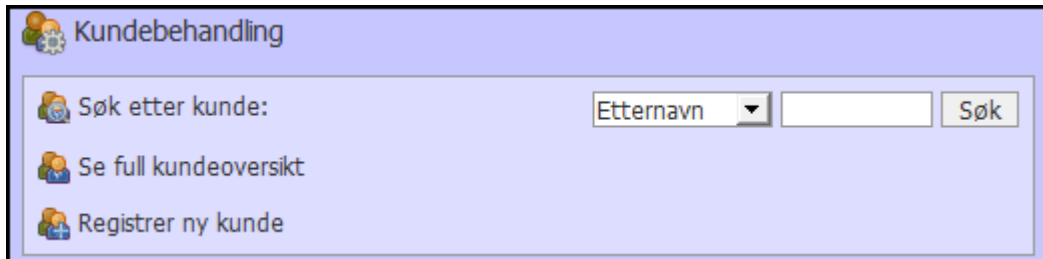 Kundebehandling
Søk etter kunde: Etternavn Søk
Se full kundeoversikt
Registrer ny kunde